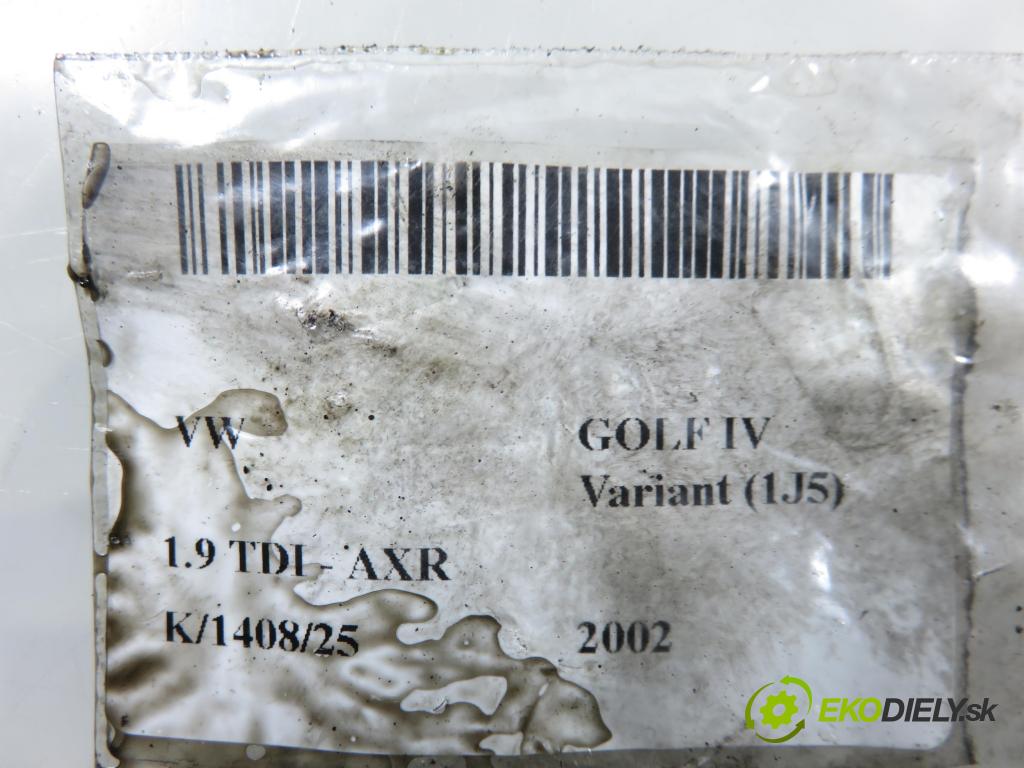 VW
GOLF IV
Variant (1J5)
1.9 TDI - AXR
K/1408/25
2002
EKODIELY.sk